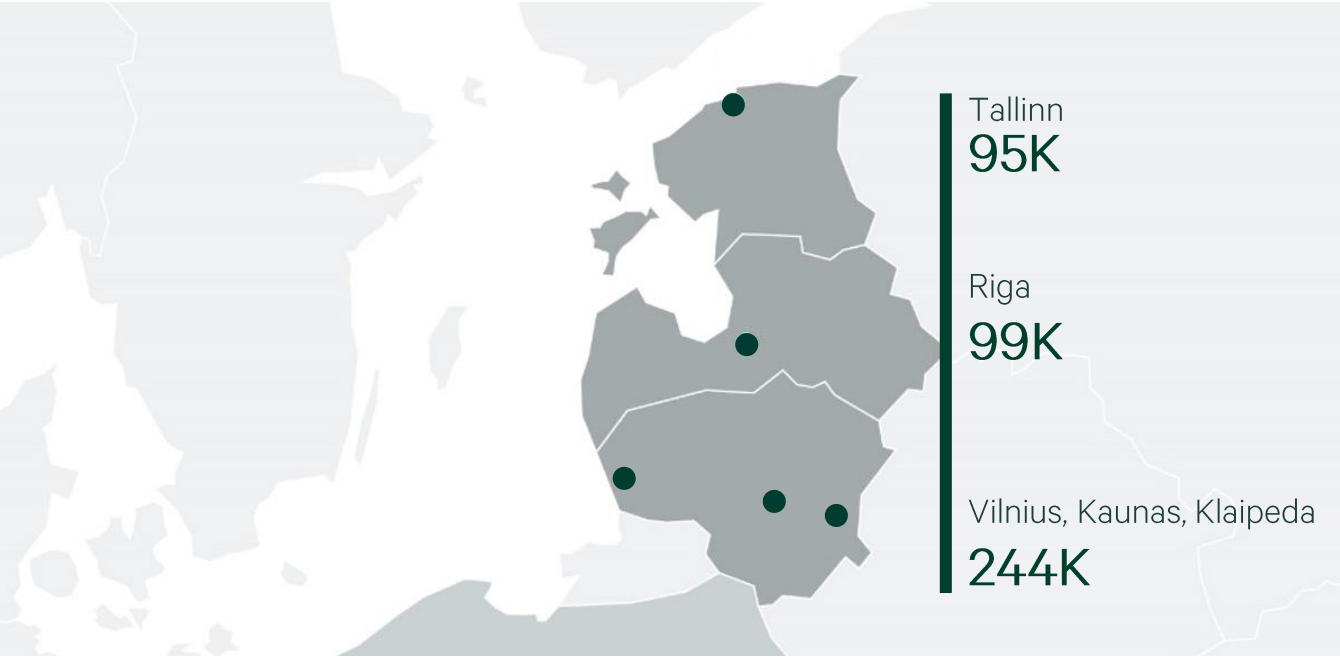 Tallinn
95K
Riga
99K
Vilnius, Kaunas, Klaipeda
244K